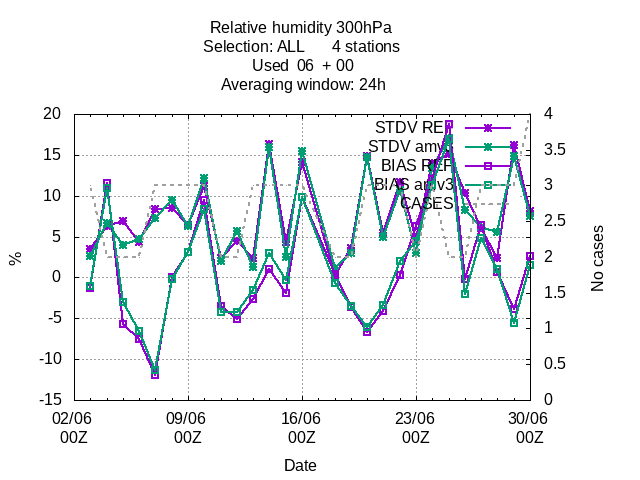 Relative humidity 300hPa
Selection: ALL 4 stations
Used 06 + 00
Averaging window: 24h
20
15
10
5
0
-5
-10
-15
4
3.5
3
2.5
2
1.5
1
0.5
0
%
No cases
STDV REF
STDV amv3
BIAS REF
BIAS amv3
CASES
02/06 09/06 16/06 23/06 30/06
00Z 00Z 00Z 00Z 00Z
Date